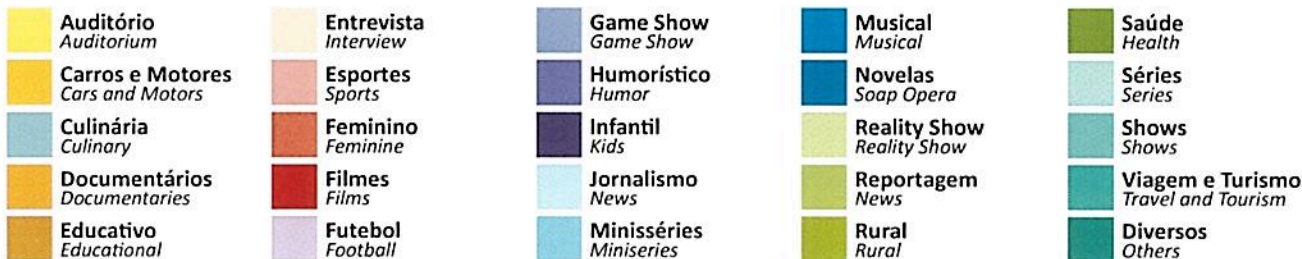 Auditório
Auditorium
Carros e Motores
Cars and Motors
Culinária
Culinary
Documentários
Documentaries
Educativo
Educational
Entrevista
Interview
Esportes
Sports
Feminino
Feminine
Filmes
Films
Futebol
Football
Game Show
Game Show
Humorístico
Humor
Infantil
Kids
Jornalismo
News
Minisséries
Miniseries
Musical
Musical
Novelas
Soap Opera
Reality Show
Reality Show
Reportagem
News
Rural
Rural
Saúde
Health
Séries
Series
Shows
Shows
Viagem e Turismo
Travel and Tourism
Diversos
Others